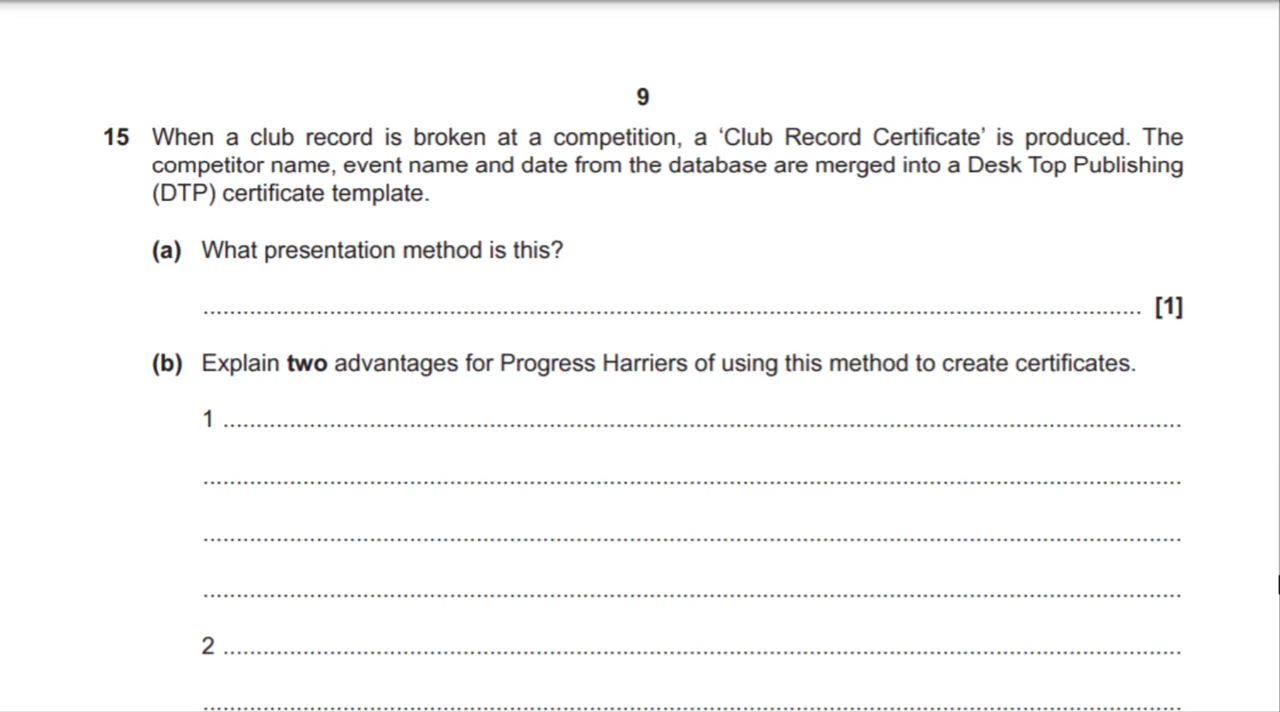 9
15 When a club record is broken at a competition, a ‘Club Record Certificate’ is produced. The
competitor name, event name and date from the database are merged into a Desk Top Publishing
(DTP) certificate template.
(a) What presentation method is this?
.............................................................................................................................................. [1]
(b) Explain two advantages for Progress Harriers of using this method to create certificates.
1 .................................................................................................................................................
....................................................................................................................................................
....................................................................................................................................................
....................................................................................................................................................
2 .................................................................................................................................................
....................................................................................................................................................